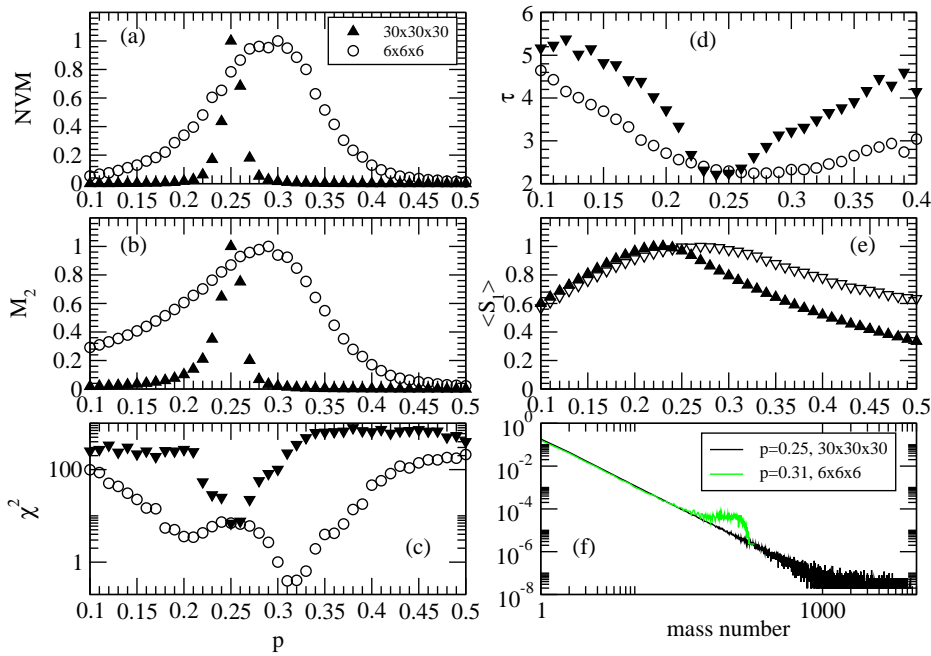 (a)
30x30x30
6x6x6
NVM
1
0.8
0.6
0.4
0.2
0
0.1 0.15 0.2 0.25 0.3 0.35 0.4 0.45 0.5
(b)
M2
1
0.8
0.6
0.4
0.2
0
0.1 0.15 0.2 0.25 0.3 0.35 0.4 0.45 0.5
(c)
χ2
100
1
0.1 0.15 0.2 0.25 0.3 0.35 0.4 0.45 0.5
p
(d)
τ
6
5
4
3
2
0.1 0.15 0.2 0.25 0.3 0.35 0.4
(e)
<S1>
1
0.8
0.6
0.4
0.2
0
0.1 0.15 0.2 0.25 0.3 0.35 0.4 0.45 0.5
(f)
p=0.25, 30x30x30
p=0.31, 6x6x6
10^0
10^-2
10^-4
10^-6
10^-8
1 1000
mass number